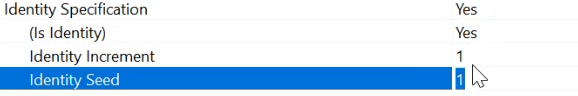 Identity Specification Yes
(Is Identity) Yes
Identity Increment 1
Identity Seed 1